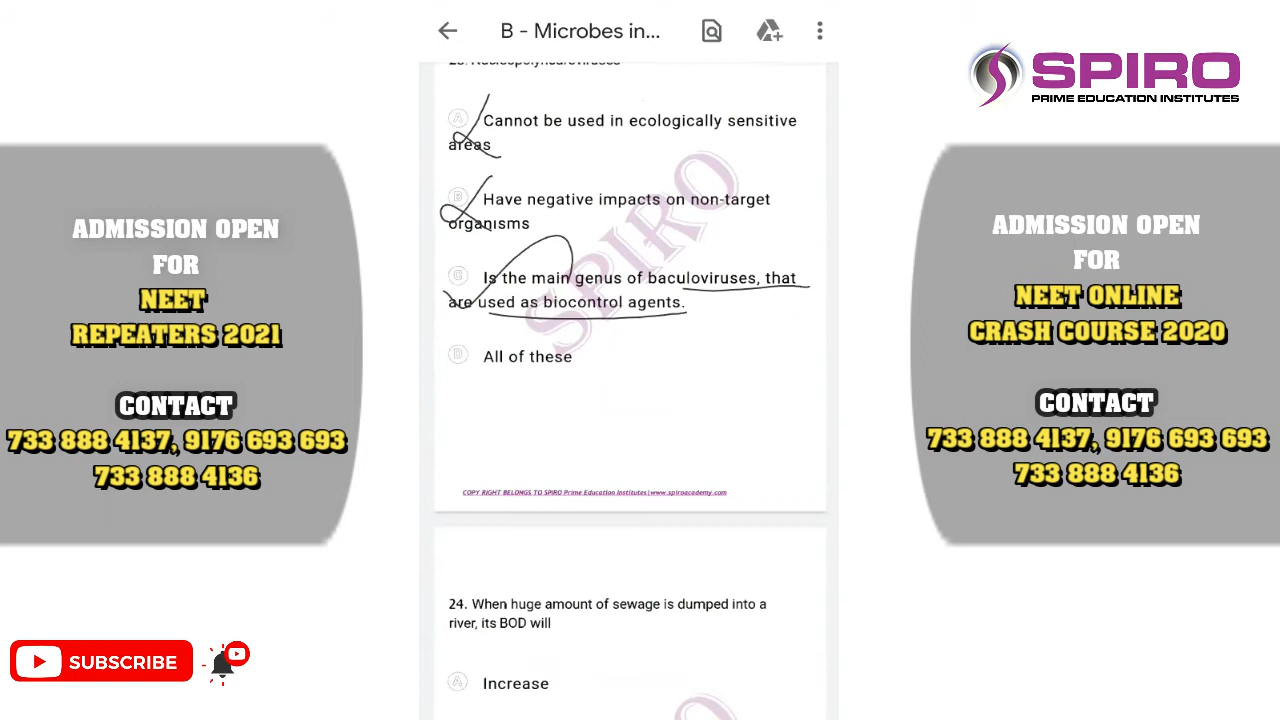 B - Microbes in...
SPIRO
PRIME EDUCATION INSTITUTES
23. Nucleopolyhedroviruses
A Cannot be used in ecologically sensitive
areas
B Have negative impacts on non-target
organisms
C Is the main genus of baculoviruses, that
are used as biocontrol agents.
D All of these
SPIRO
COPY RIGHT BELONGS TO SPIRO Prime Education Institutes|www.spiroacademy.com
24. When huge amount of sewage is dumped into a
river, its BOD will
A Increase
ADMISSION OPEN
FOR
NEET
REPEATERS 2021
CONTACT
733 888 4137, 9176 693 693
733 888 4136
ADMISSION OPEN
FOR
NEET ONLINE
CRASH COURSE 2020
CONTACT
733 888 4137, 9176 693 693
733 888 4136
SUBSCRIBE